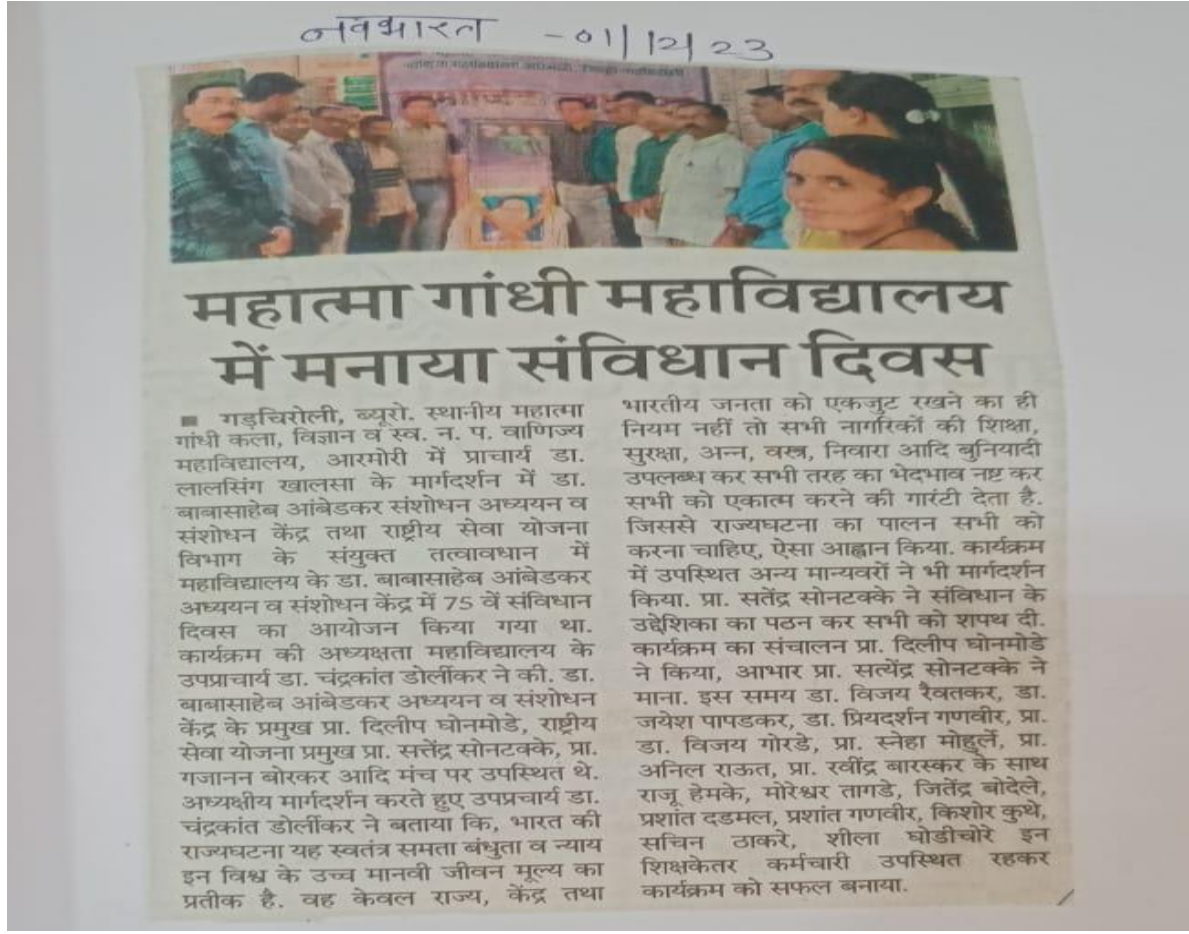 नवभारत - 01/12/23
महात्मा गांधी महाविद्यालय
में मनाया संविधान दिवस
■ गड़चिरोली, ब्यूरो. स्थानीय महात्मा
गांधी कला, विज्ञान व स्व. न. प. वाणिज्य
महाविद्यालय, आरमोरी में प्राचार्य डा.
लालसिंग खालसा के मार्गदर्शन में डा.
बाबासाहेब आंबेडकर संशोधन अध्ययन व
संशोधन केंद्र तथा राष्ट्रीय सेवा योजना
विभाग के संयुक्त तत्वावधान में
महाविद्यालय के डा. बाबासाहेब आंबेडकर
अध्ययन व संशोधन केंद्र में 75 वें संविधान
दिवस का आयोजन किया गया था.
कार्यक्रम की अध्यक्षता महाविद्यालय के
उपप्राचार्य डा. चंद्रकांत डोर्लीकर ने की. डा.
बाबासाहेब आंबेडकर अध्ययन व संशोधन
केंद्र के प्रमुख प्रा. दिलीप घोनमोडे, राष्ट्रीय
सेवा योजना प्रमुख प्रा. सत्तेंद्र सोनटक्के, प्रा.
गजानन बोरकर आदि मंच पर उपस्थित थे.
अध्यक्षीय मार्गदर्शन करते हुए उपप्रचार्य डा.
चंद्रकांत डोर्लीकर ने बताया कि, भारत की
राज्यघटना यह स्वतंत्र समता बंधुता व न्याय
इन विश्व के उच्च मानवी जीवन मूल्य का
प्रतीक है. वह केवल राज्य, केंद्र तथा
भारतीय जनता को एकजुट रखने का ही
नियम नहीं तो सभी नागरिकों की शिक्षा,
सुरक्षा, अन्न, वस्त्र, निवारा आदि बुनियादी
उपलब्ध कर सभी तरह का भेदभाव नष्ट कर
सभी को एकात्म करने की गारंटी देता है.
जिससे राज्यघटना का पालन सभी को
करना चाहिए, ऐसा आह्वान किया. कार्यक्रम
में उपस्थित अन्य मान्यवरों ने भी मार्गदर्शन
किया. प्रा. सतेंद्र सोनटक्के ने संविधान के
उद्देशिका का पठन कर सभी को शपथ दी.
कार्यक्रम का संचालन प्रा. दिलीप घोनमोडे
ने किया, आभार प्रा. सत्येंद्र सोनटक्के ने
माना. इस समय डा. विजय रैवतकर, डा.
जयेश पापडकर, डा. प्रियदर्शन गणवीर, प्रा.
डा. विजय गोरडे, प्रा. स्नेहा मोहुर्ले, प्रा.
अनिल राऊत, प्रा. रवींद्र बारस्कर के साथ
राजू हेमके, मोरेश्वर तागडे, जितेंद्र बोदेले,
प्रशांत दडमल, प्रशांत गणवीर, किशोर कुथे,
सचिन ठाकरे, शीला घोडीचोरे इन
शिक्षकेतर कर्मचारी उपस्थित रहकर
कार्यक्रम को सफल बनाया.